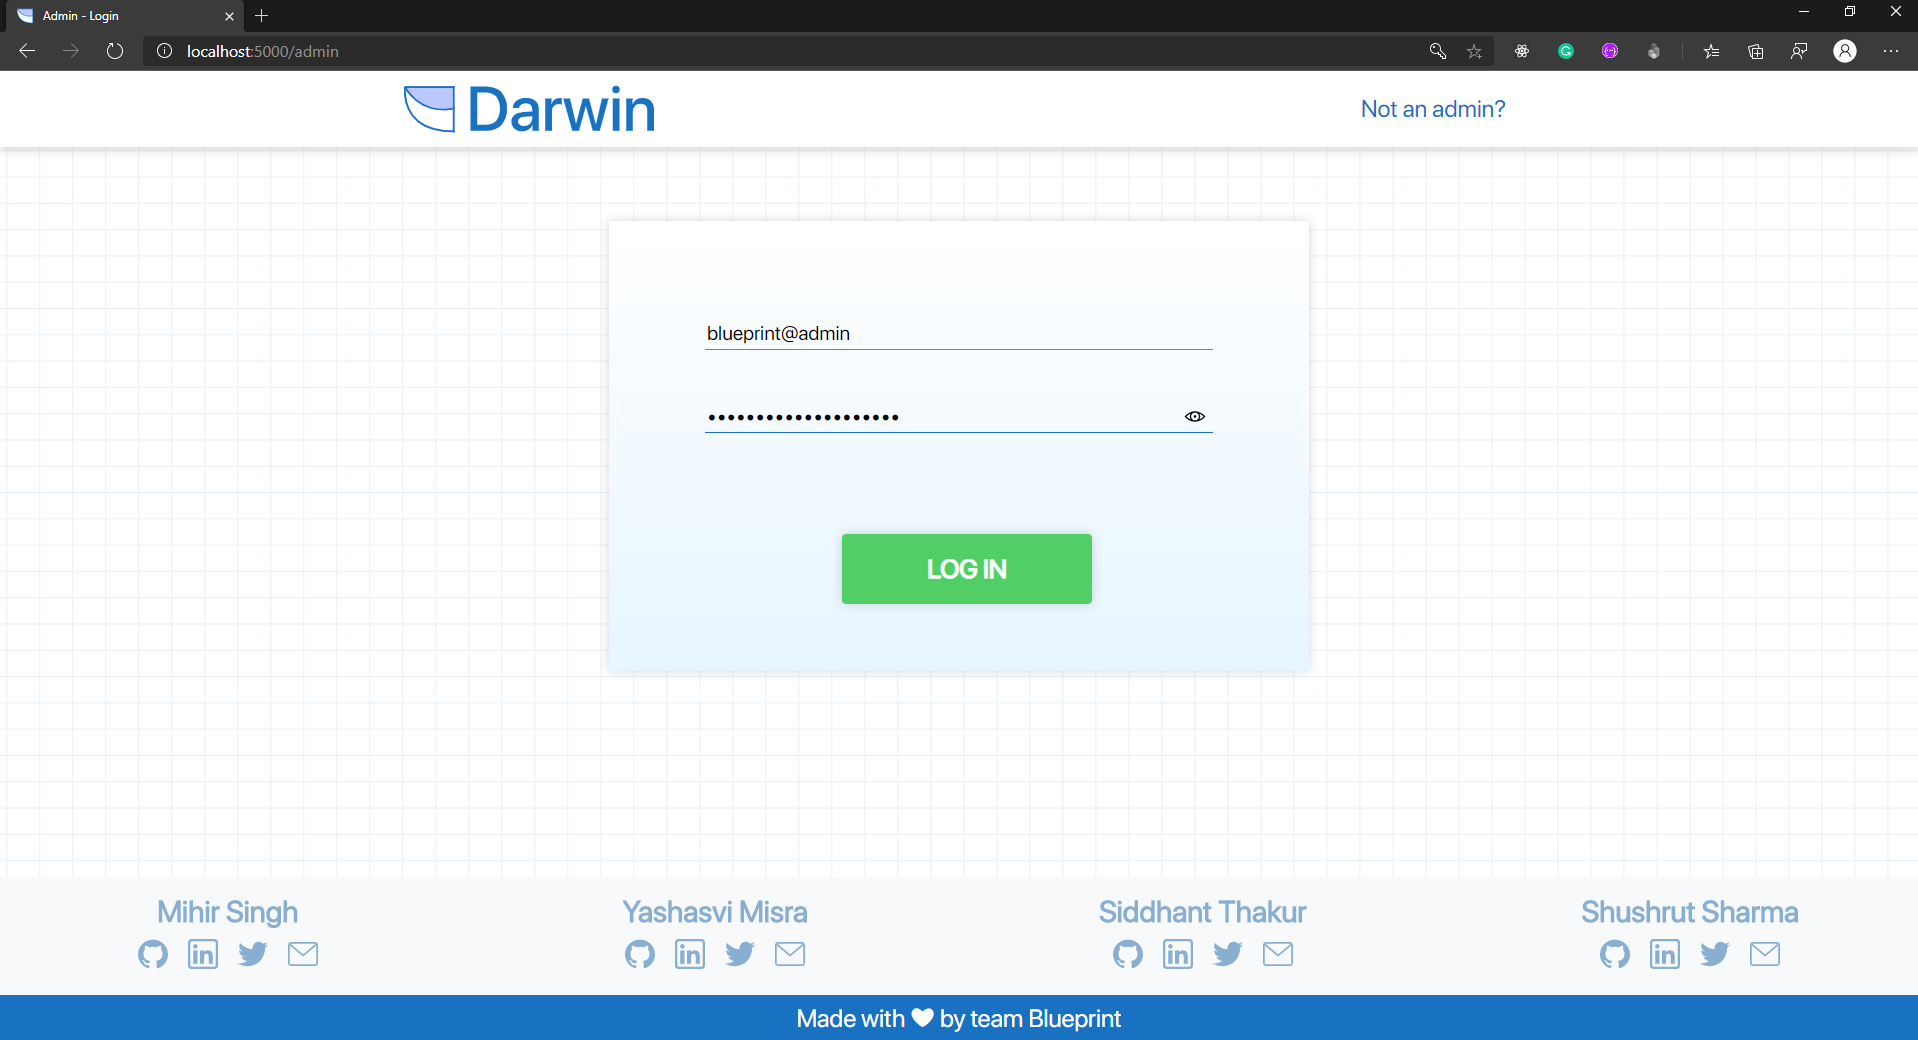 Admin - Login
localhost:5000/admin
Darwin
Not an admin?
blueprint@admin
••••••••••••••••••••
LOG IN
Mihir Singh
Yashasvi Misra
Siddhant Thakur
Shushrut Sharma
Made with ♥ by team Blueprint